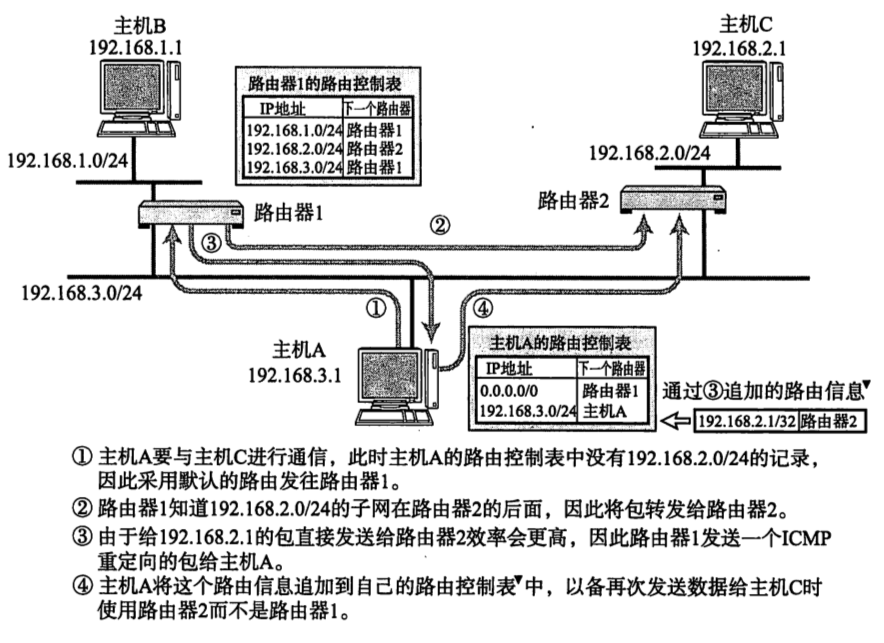 主机B
192.168.1.1
主机C
192.168.2.1
路由器1的路由控制表
IP地址 下一个路由器
192.168.1.0/24 路由器1
192.168.2.0/24 路由器2
192.168.3.0/24 路由器1
192.168.1.0/24
192.168.2.0/24
路由器1
路由器2
②
③
192.168.3.0/24
①
④
主机A
192.168.3.1
主机A的路由控制表
IP地址 下一个路由器
0.0.0.0/0 路由器1
192.168.3.0/24 主机A
通过③追加的路由信息▼
192.168.2.1/32 路由器2
① 主机A要与主机C进行通信，此时主机A的路由控制表中没有192.168.2.0/24的记录，
因此采用默认的路由发往路由器1。
② 路由器1知道192.168.2.0/24的子网在路由器2的后面，因此将包转发给路由器2。
③ 由于给192.168.2.1的包直接发送给路由器2效率会更高，因此路由器1发送一个ICMP
重定向的包给主机A。
④ 主机A将这个路由信息追加到自己的路由控制表▼中，以备再次发送数据给主机C时
使用路由器2而不是路由器1。